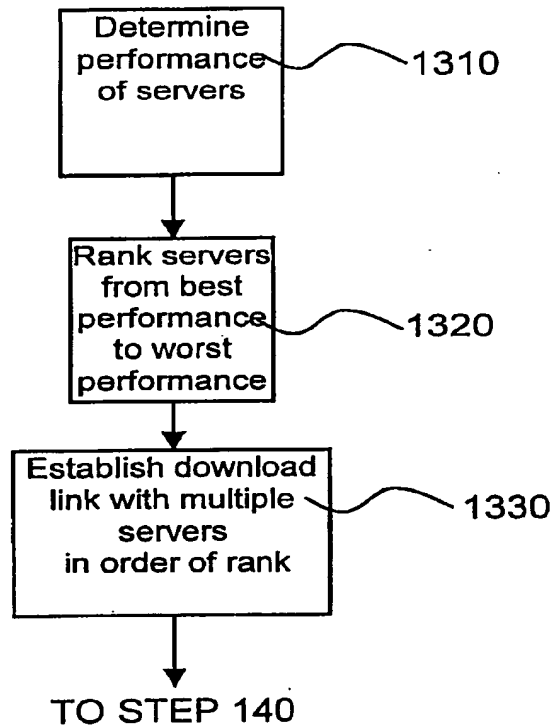 Determine
performance
of servers
1310
Rank servers
from best
performance
to worst
performance
1320
Establish download
link with multiple
servers
in order of rank
1330
TO STEP 140